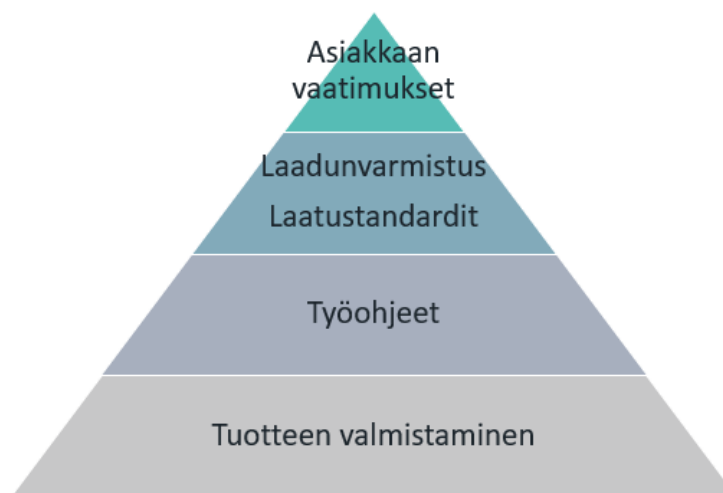 Asiakkaan
vaatimukset
Laadunvarmistus
Laatustandardit
Työohjeet
Tuotteen valmistaminen